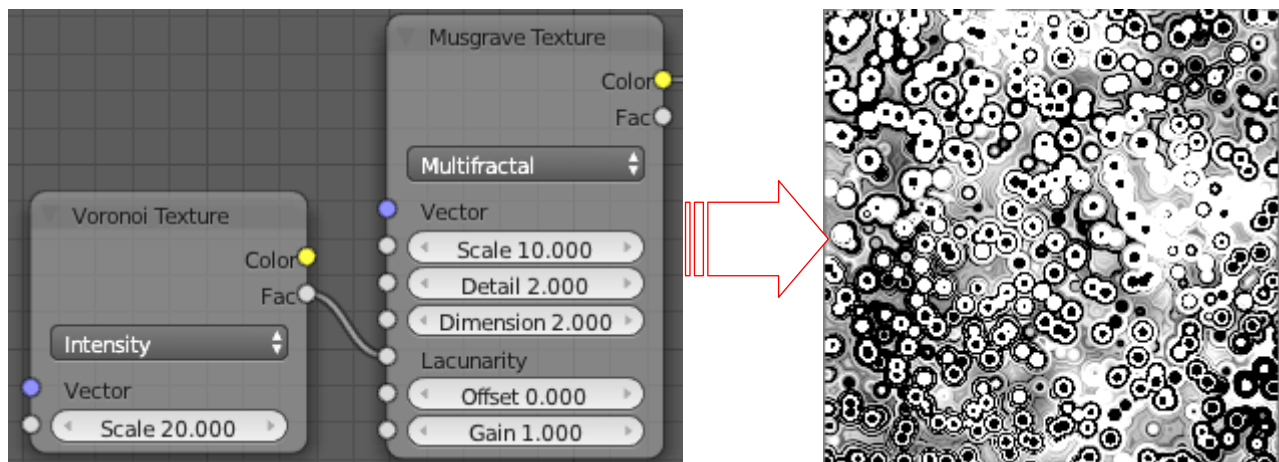 Voronoi Texture
Color
Fac
Intensity
Vector
Scale 20.000
Musgrave Texture
Color
Fac
Multifractal
Vector
Scale 10.000
Detail 2.000
Dimension 2.000
Lacunarity
Offset 0.000
Gain 1.000